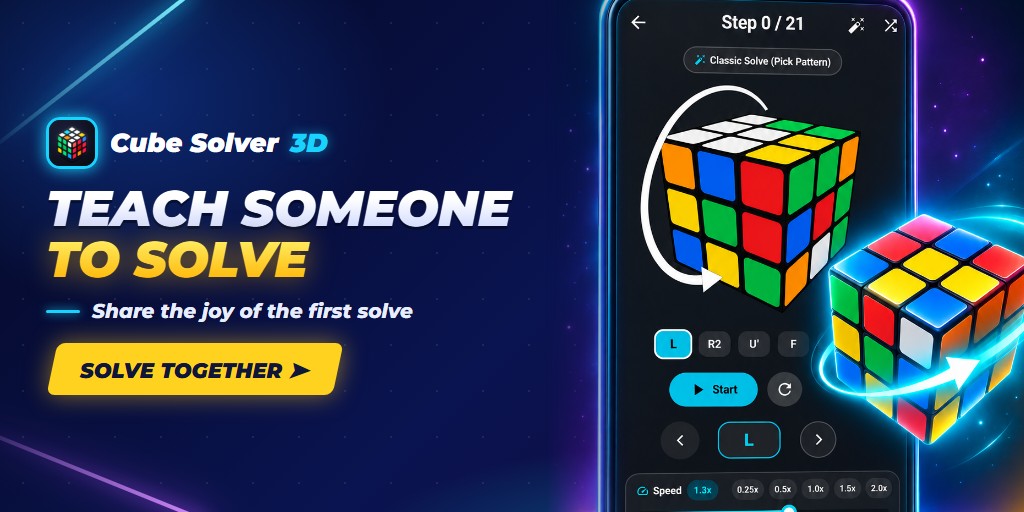 Cube Solver 3D
TEACH SOMEONE
TO SOLVE
Share the joy of the first solve
SOLVE TOGETHER ➤
Step 0 / 21
Classic Solve (Pick Pattern)
L R2 U' F
Start
L
Speed 1.3x 0.25x 0.5x 1.0x 1.5x 2.0x